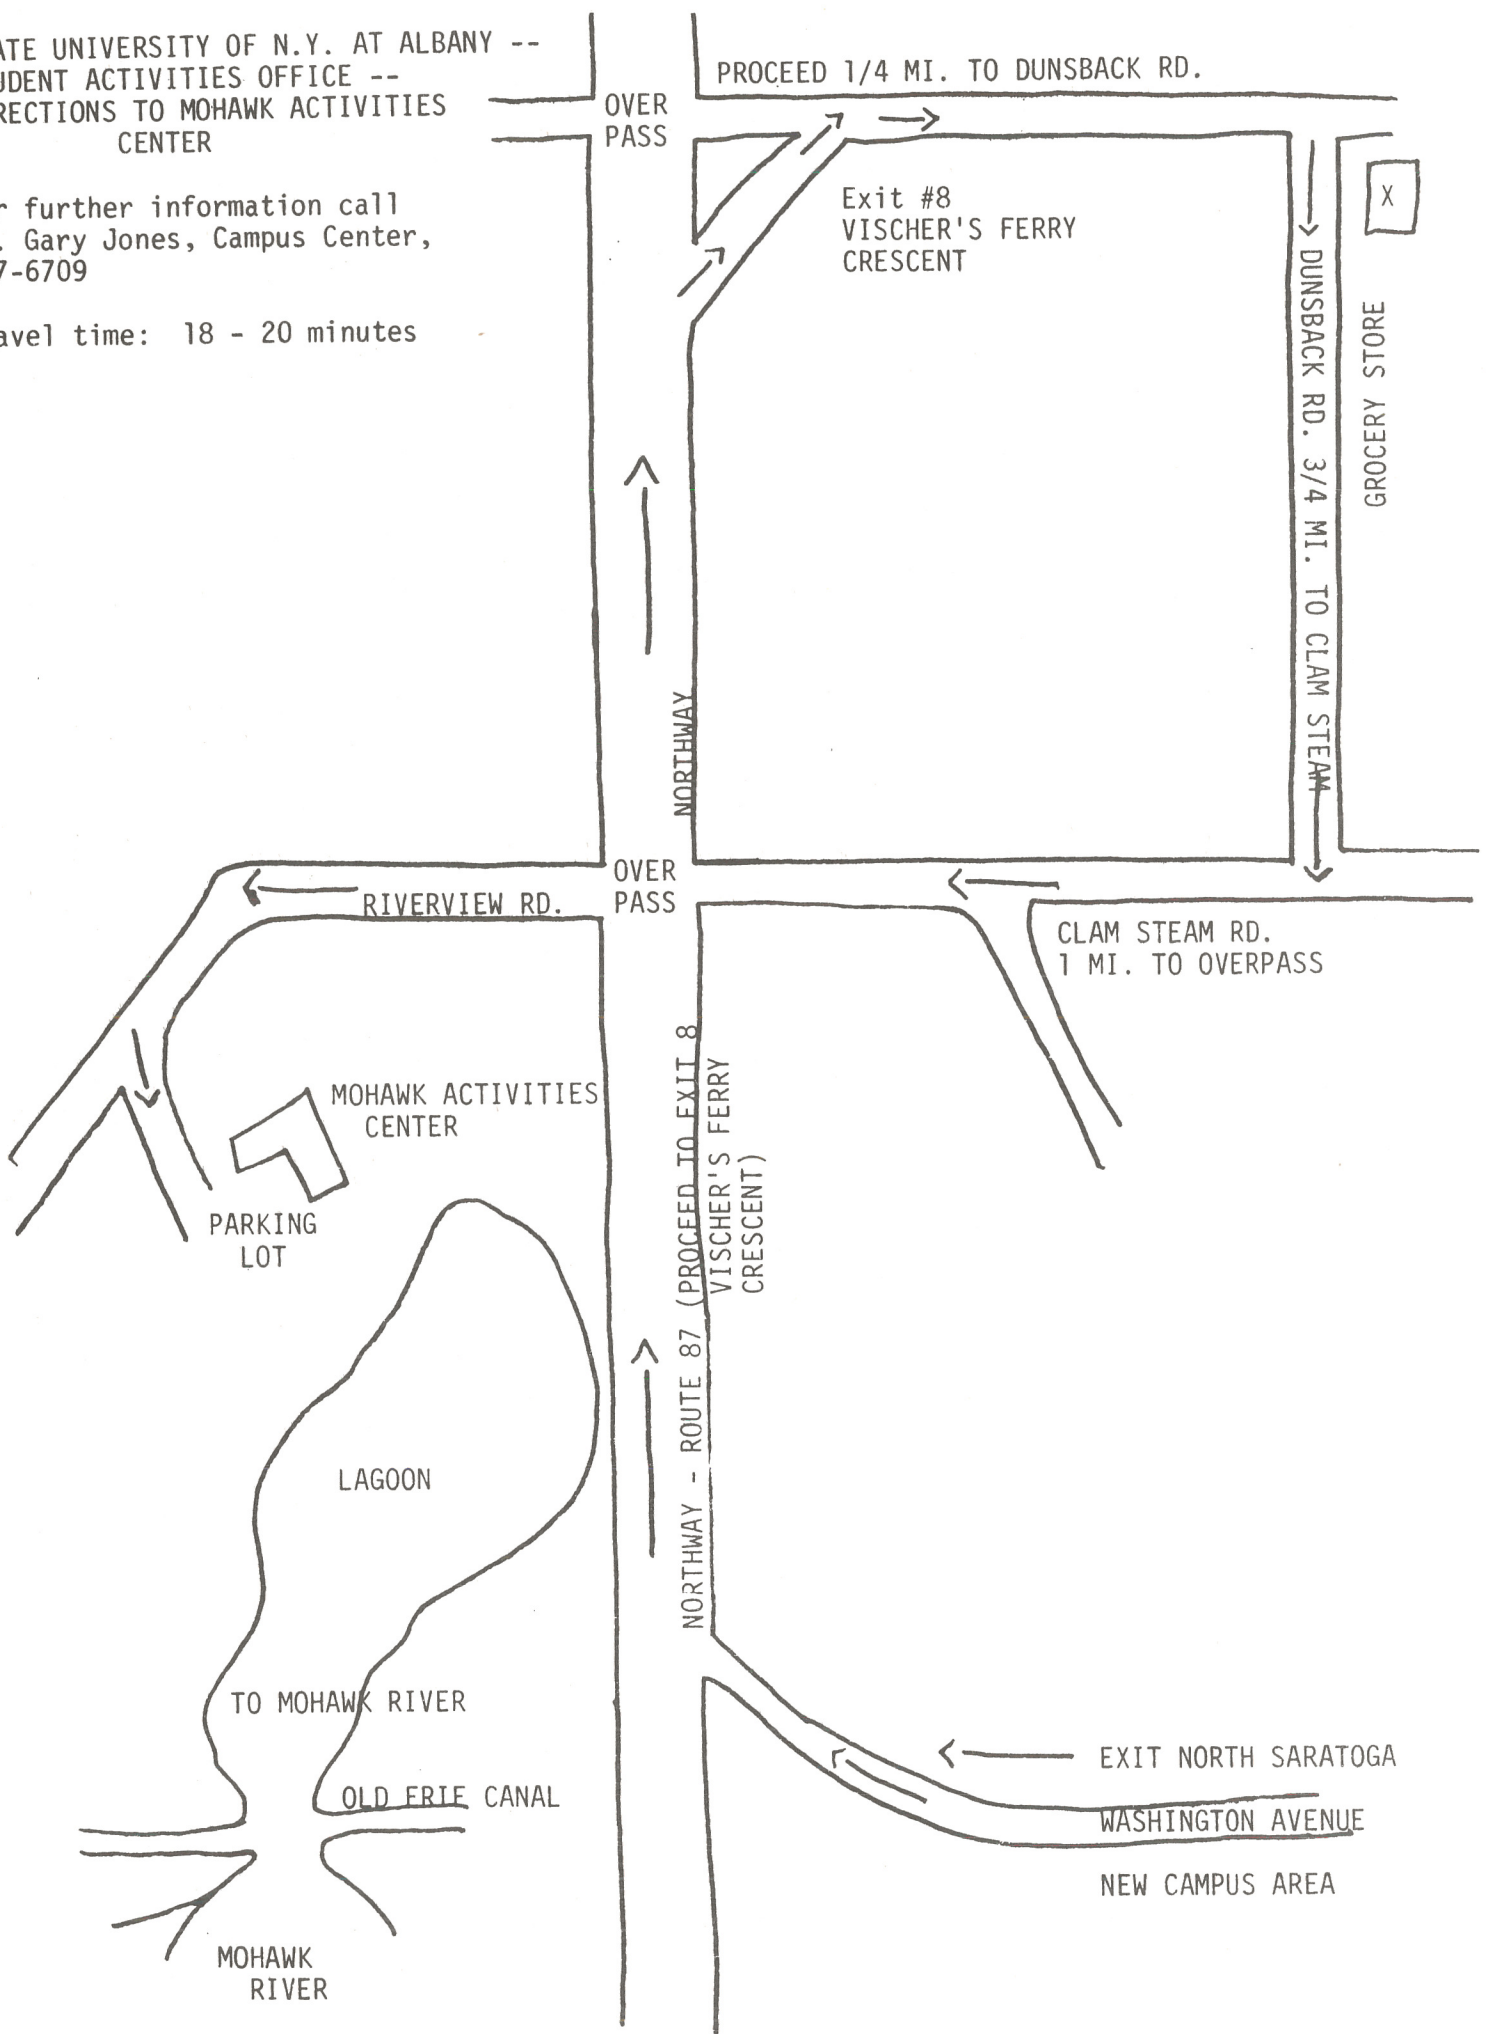 ATE UNIVERSITY OF N.Y. AT ALBANY --
UDENT ACTIVITIES OFFICE --
RECTIONS TO MOHAWK ACTIVITIES
CENTER
r further information call
. Gary Jones, Campus Center,
7-6709
avel time: 18 - 20 minutes
PROCEED 1/4 MI. TO DUNSBACK RD.
OVER
PASS
Exit #8
VISCHER'S FERRY
CRESCENT
X
DUNSBACK RD. 3/4 MI. TO CLAM STEAM
GROCERY STORE
NORTHWAY
OVER
PASS
RIVERVIEW RD.
CLAM STEAM RD.
1 MI. TO OVERPASS
MOHAWK ACTIVITIES
CENTER
PARKING
LOT
NORTHWAY - ROUTE 87 (PROCEED TO EXIT 8
VISCHER'S FERRY
CRESCENT)
LAGOON
TO MOHAWK RIVER
OLD ERIE CANAL
EXIT NORTH SARATOGA
WASHINGTON AVENUE
NEW CAMPUS AREA
MOHAWK
RIVER